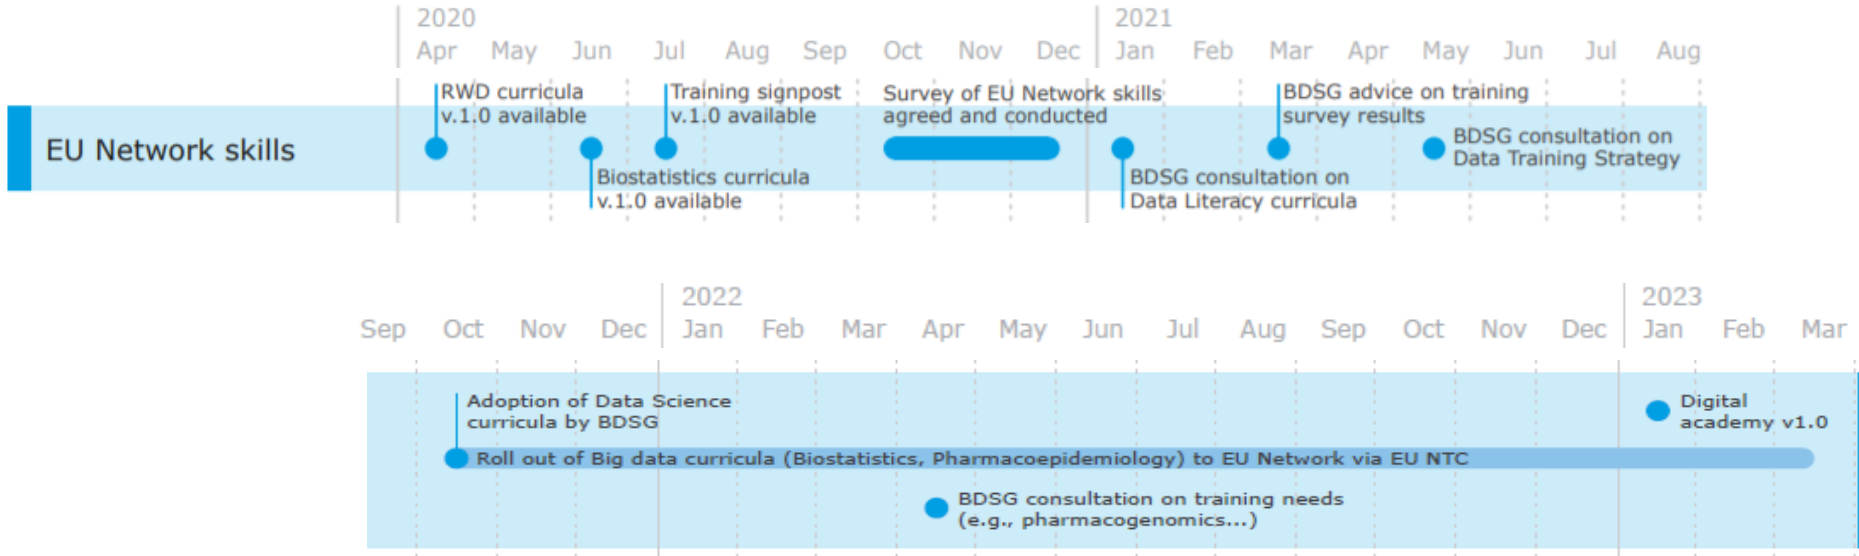 2020
2021
Apr May Jun Jul Aug Sep Oct Nov Dec Jan Feb Mar Apr May Jun Jul Aug
EU Network skills
RWD curricula
v.1.0 available
Biostatistics curricula
v.1.0 available
Training signpost
v.1.0 available
Survey of EU Network skills
agreed and conducted
BDSG consultation on
Data Literacy curricula
BDSG advice on training
survey results
BDSG consultation on
Data Training Strategy
2022
2023
Sep Oct Nov Dec Jan Feb Mar Apr May Jun Jul Aug Sep Oct Nov Dec Jan Feb Mar
Adoption of Data Science
curricula by BDSG
Digital
academy v1.0
Roll out of Big data curricula (Biostatistics, Pharmacoepidemiology) to EU Network via EU NTC
BDSG consultation on training needs
(e.g., pharmacogenomics...)